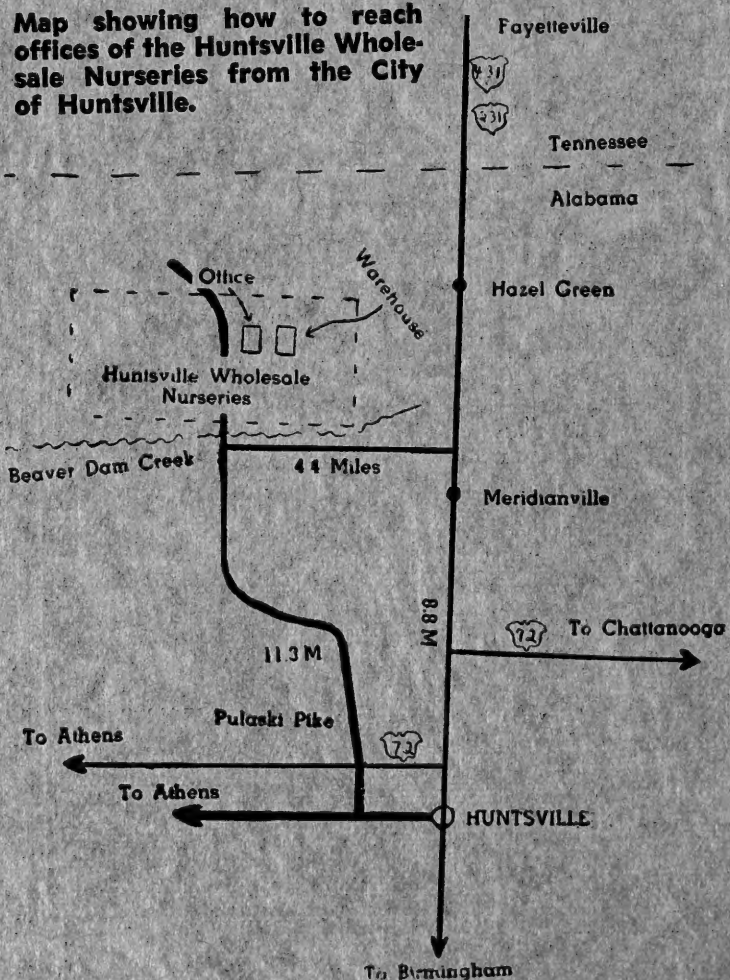 Map showing how to reach
offices of the Huntsville Whole-
sale Nurseries from the City
of Huntsville.
Fayetteville
431
231
Tennessee
Alabama
Office
Warehouse
Hazel Green
Huntsville Wholesale
Nurseries
Beaver Dam Creek
4 4 Miles
Meridianville
8.8 M
72
To Chattanooga
11.3 M
Pulaski Pike
To Athens
72
To Athens
HUNTSVILLE
To Birmingham